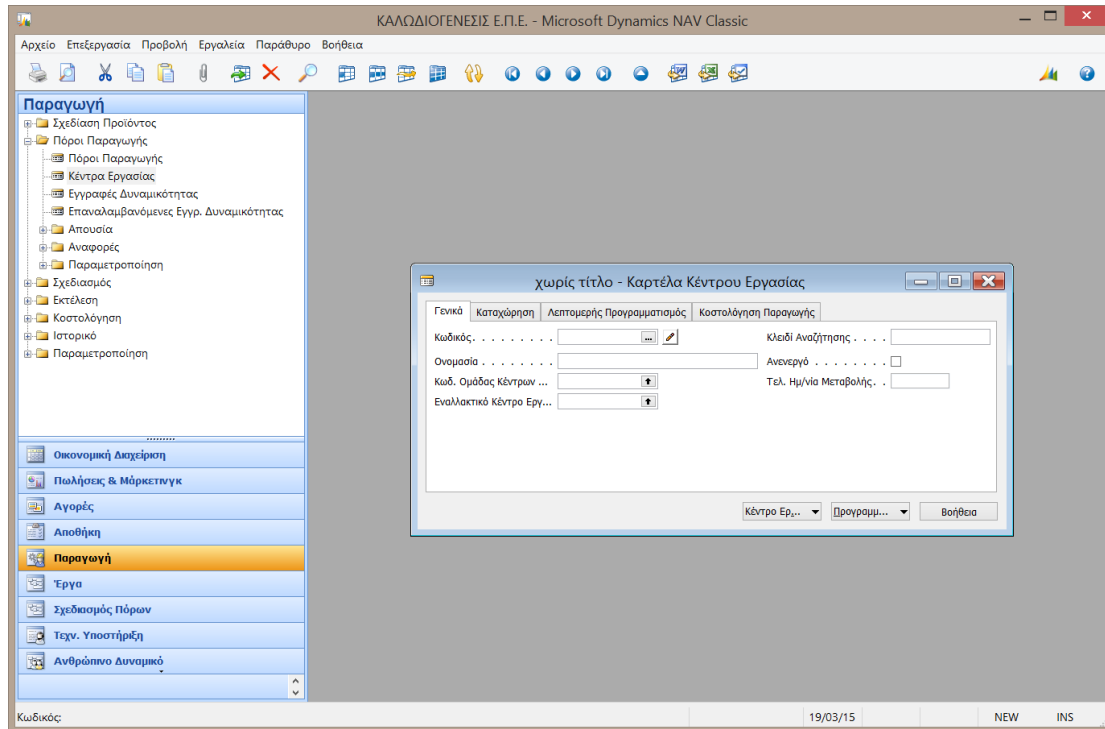 ΚΑΛΩΔΙΟΓΕΝΕΣΙΣ Ε.Π.Ε. - Microsoft Dynamics NAV Classic
Αρχείο Επεξεργασία Προβολή Εργαλεία Παράθυρο Βοήθεια
Παραγωγή
Σχεδίαση Προϊόντος
Πόροι Παραγωγής
Πόροι Παραγωγής
Κέντρα Εργασίας
Εγγραφές Δυναμικότητας
Επαναλαμβανόμενες Εγγρ. Δυναμικότητας
Απουσία
Αναφορές
Παραμετροποίηση
Σχεδιασμός
Εκτέλεση
Κοστολόγηση
Ιστορικό
Παραμετροποίηση
Οικονομική Διαχείριση
Πωλήσεις & Μάρκετινγκ
Αγορές
Αποθήκη
Παραγωγή
Έργα
Σχεδιασμός Πόρων
Τεχν. Υποστήριξη
Ανθρώπινο Δυναμικό
χωρίς τίτλο - Καρτέλα Κέντρου Εργασίας
Γενικά Καταχώρηση Λεπτομερής Προγραμματισμός Κοστολόγηση Παραγωγής
Κωδικός. . . . . . . . . . Κλειδί Αναζήτησης . . . .
Ονομασία . . . . . . . . Ανενεργό . . . . . . . .
Κωδ. Ομάδας Κέντρων ... Τελ. Ημ/νία Μεταβολής. .
Εναλλακτικό Κέντρο Εργ...
Κέντρο Ερ... Προγραμμ... Βοήθεια
Κωδικός: 19/03/15 NEW INS